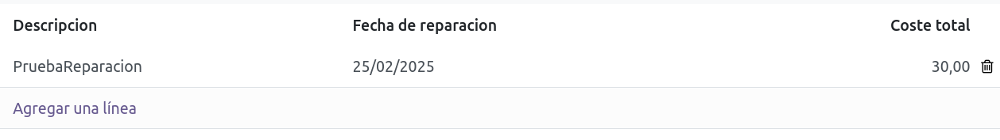 Descripcion Fecha de reparacion Coste total
PruebaReparacion 25/02/2025 30,00
Agregar una línea